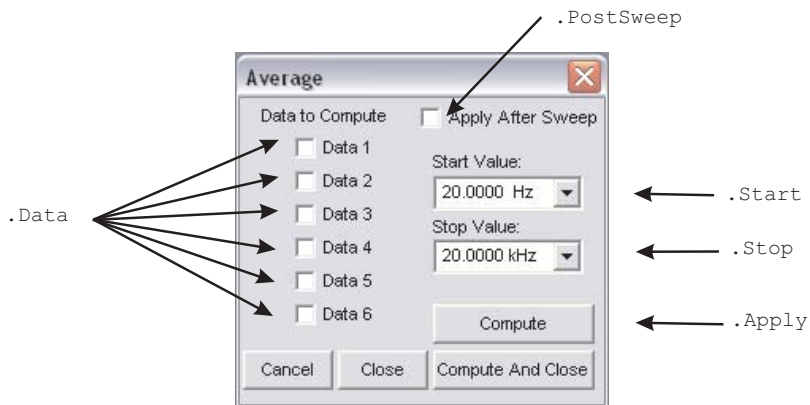 .PostSweep
Average
Data to Compute
Apply After Sweep
Data 1
Data 2
Data 3
Data 4
Data 5
Data 6
.Data
Start Value:
20.0000 Hz
.Start
Stop Value:
20.0000 kHz
.Stop
Compute
.Apply
Cancel
Close
Compute And Close